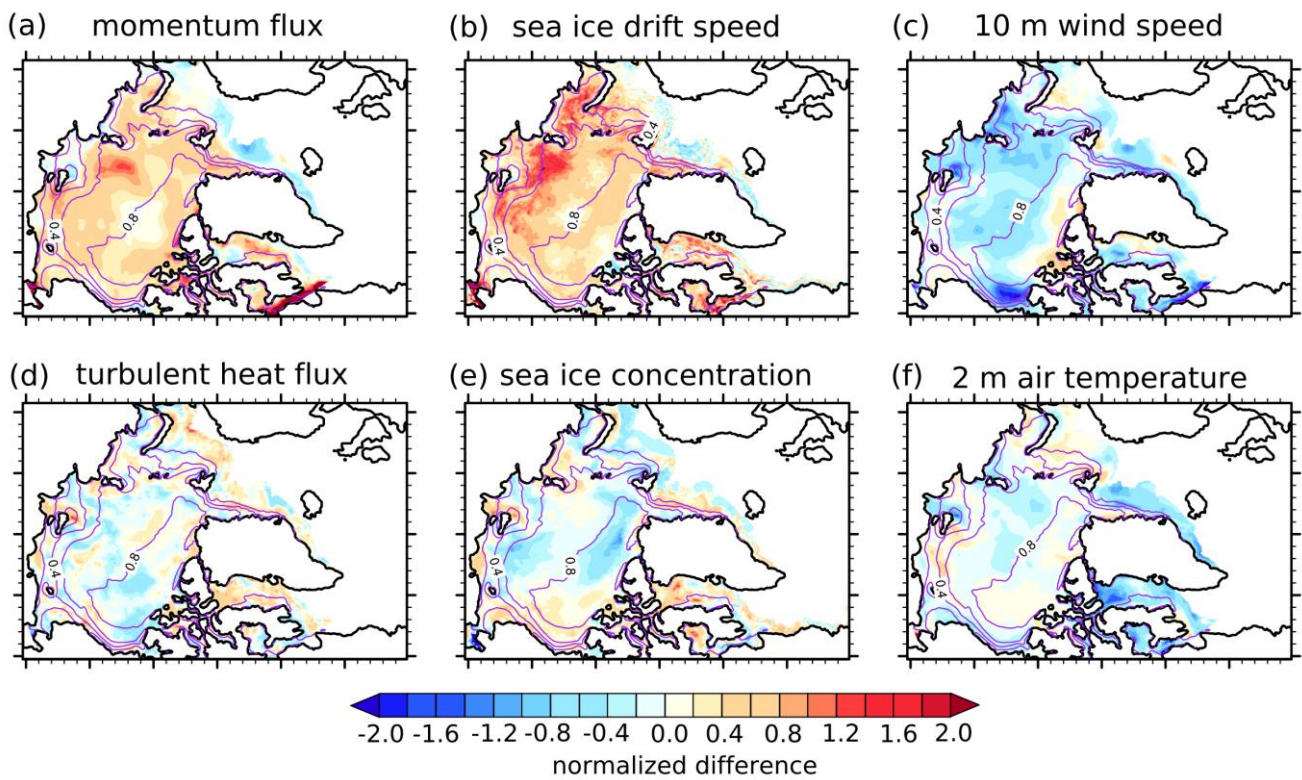 (a) momentum flux
(b) sea ice drift speed
(c) 10 m wind speed
0.4
0.8
0.4
0.4
0.8
0.4
0.8
(d) turbulent heat flux
(e) sea ice concentration
(f) 2 m air temperature
0.4
0.8
0.4
0.8
0.4
0.8
-2.0 -1.6 -1.2 -0.8 -0.4 0.0 0.4 0.8 1.2 1.6 2.0
normalized difference